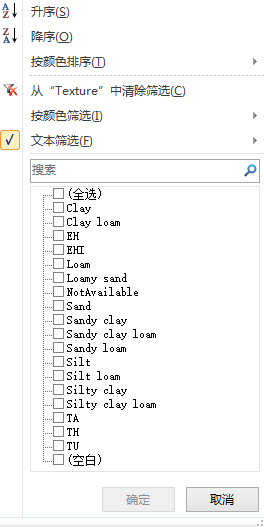 升序(S)
降序(O)
按颜色排序(T)
从“Texture”中清除筛选(C)
按颜色筛选(I)
文本筛选(F)
搜索
(全选)
Clay
Clay loam
EH
EHI
Loam
Loamy sand
NotAvailable
Sand
Sandy clay
Sandy clay loam
Sandy loam
Silt
Silt loam
Silty clay
Silty clay loam
TA
TH
TU
(空白)
确定 取消